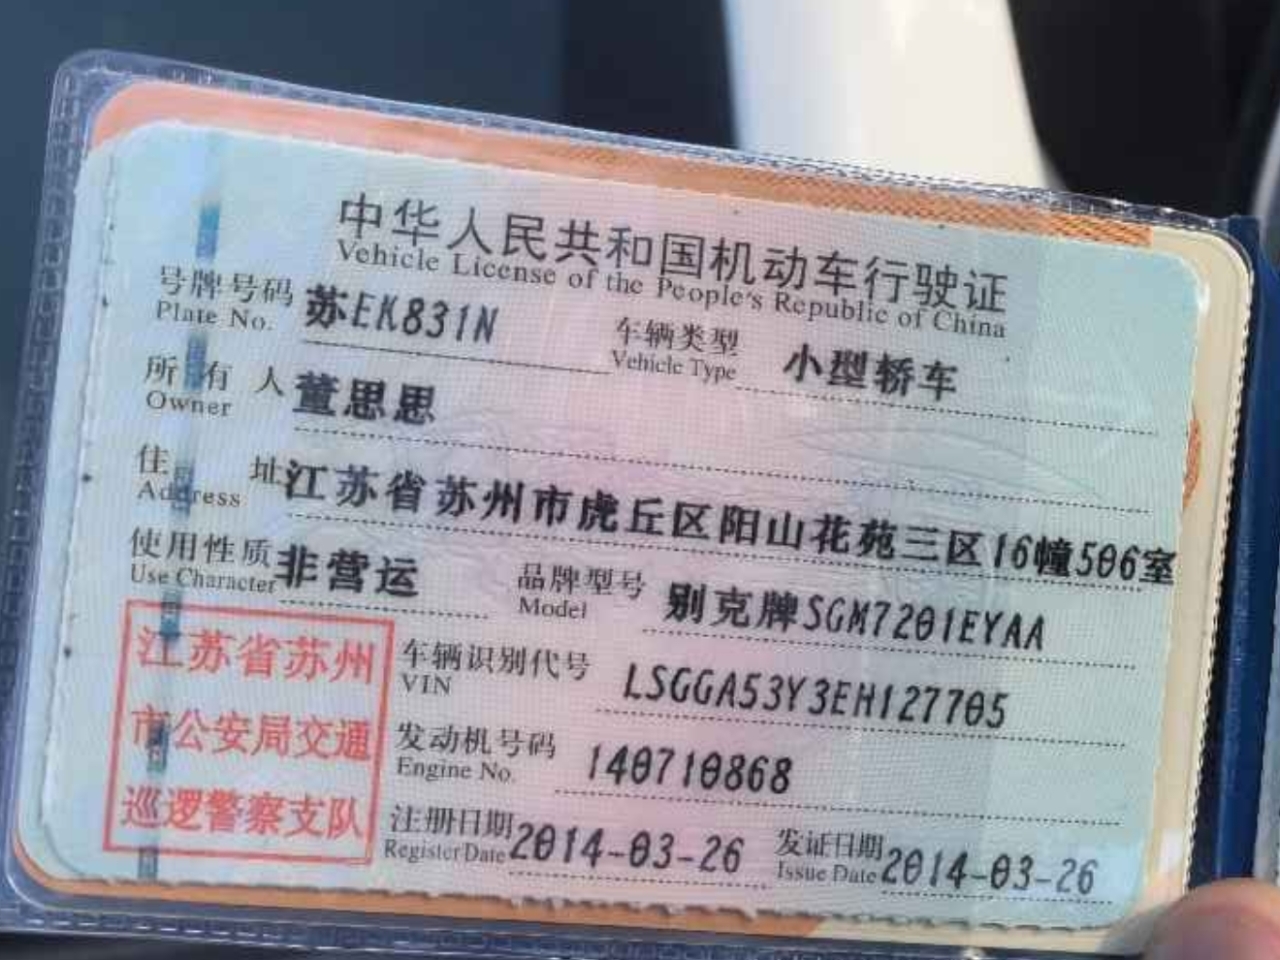 中华人民共和国机动车行驶证
Vehicle License of the People's Republic of China
号牌号码 苏EK831N 车辆类型 小型轿车
Plate No. Vehicle Type
所有人 董思思
Owner
住址 江苏省苏州市虎丘区阳山花苑三区16幢506室
Address
使用性质 非营运 品牌型号 别克牌SGM7201EYAA
Use Character Model
江苏省苏州
市公安局交通
巡逻警察支队
车辆识别代号 LSGGA53Y3EH127705
VIN
发动机号码 140710868
Engine No.
注册日期 2014-03-26 发证日期 2014-03-26
Register Date Issue Date